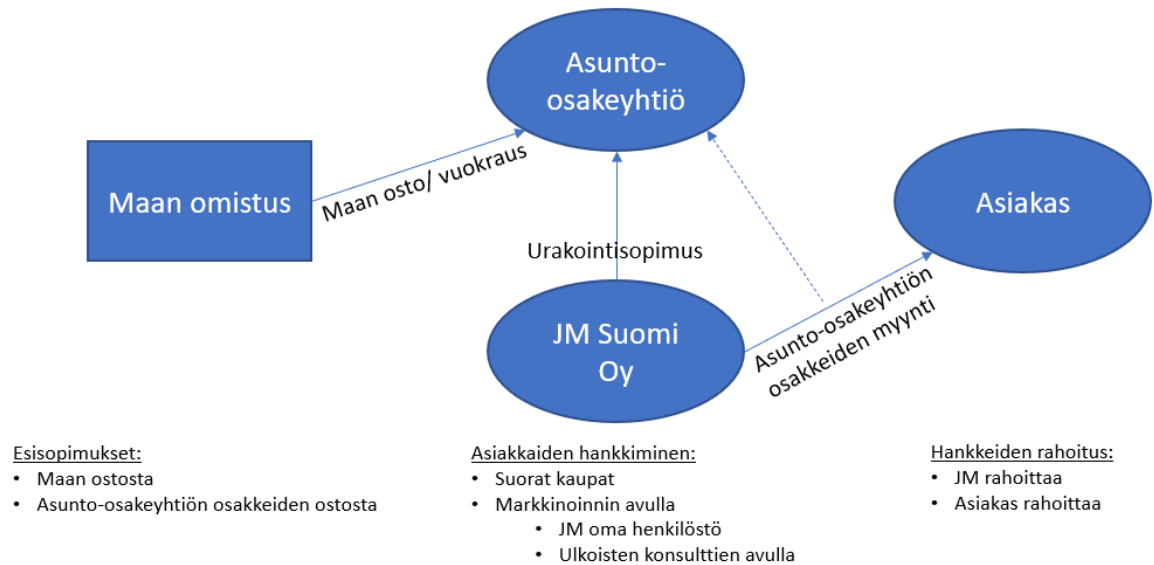 Asunto-
osakeyhtiö
Maan omistus
Maan osto/ vuokraus
Asiakas
Urakointisopimus
JM Suomi
Oy
Asunto-osakeyhtiön
osakkeiden myynti
Esisopimukset:
• Maan ostosta
• Asunto-osakeyhtiön osakkeiden ostosta
Asiakkaiden hankkiminen:
• Suorat kaupat
• Markkinoinnin avulla
• JM oma henkilöstö
• Ulkoisten konsulttien avulla
Hankkeiden rahoitus:
• JM rahoittaa
• Asiakas rahoittaa